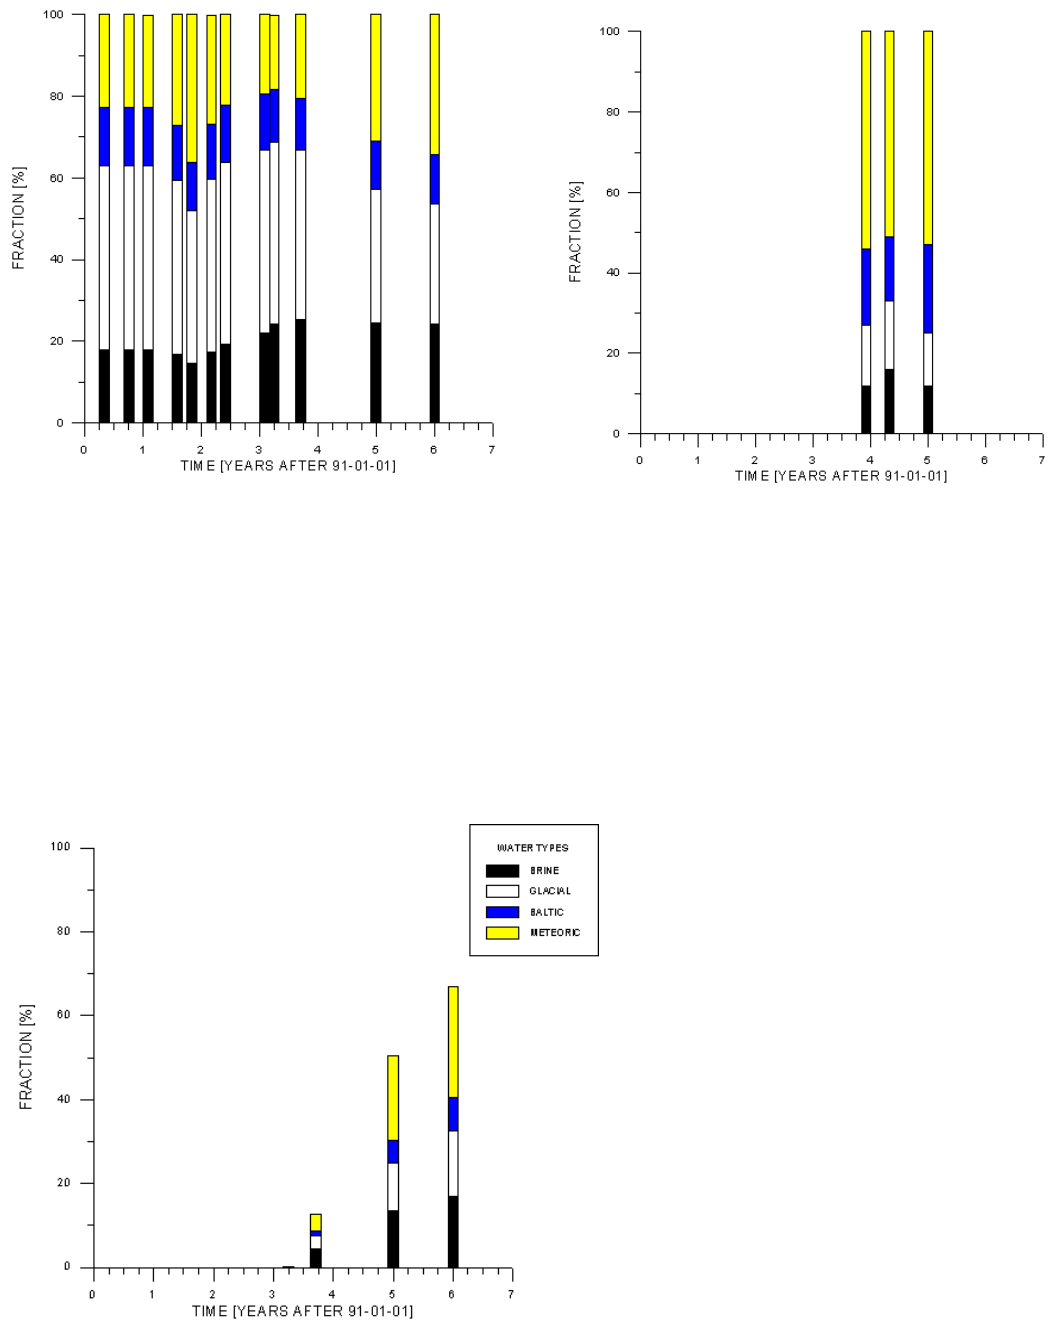 100
80
60
40
20
0
FRACTION [%]
0 1 2 3 4 5 6 7
TIME [YEARS AFTER 91-01-01]
100
80
60
40
20
0
FRACTION [%]
0 1 2 3 4 5 6 7
TIME [YEARS AFTER 91-01-01]
WATER TYPES
BRINE
GLACIAL
BALTIC
METEORIC
100
80
60
40
20
0
FRACTION [%]
0 1 2 3 4 5 6 7
TIME [YEARS AFTER 91-01-01]